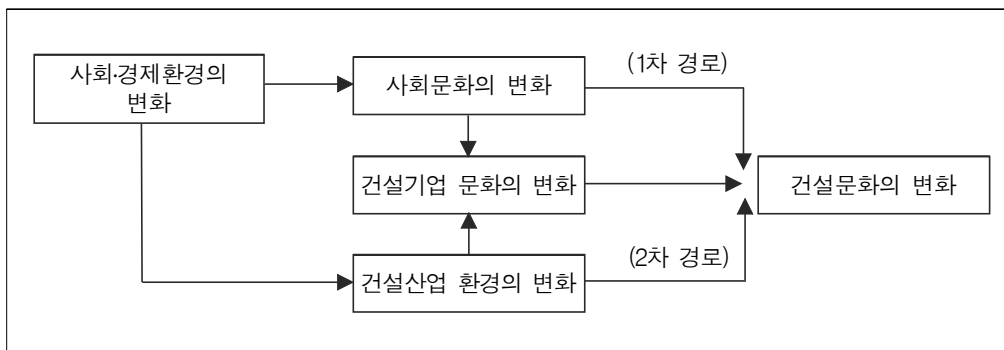 사회·경제환경의
변화
사회문화의 변화
(1차 경로)
건설기업 문화의 변화
건설문화의 변화
건설산업 환경의 변화
(2차 경로)